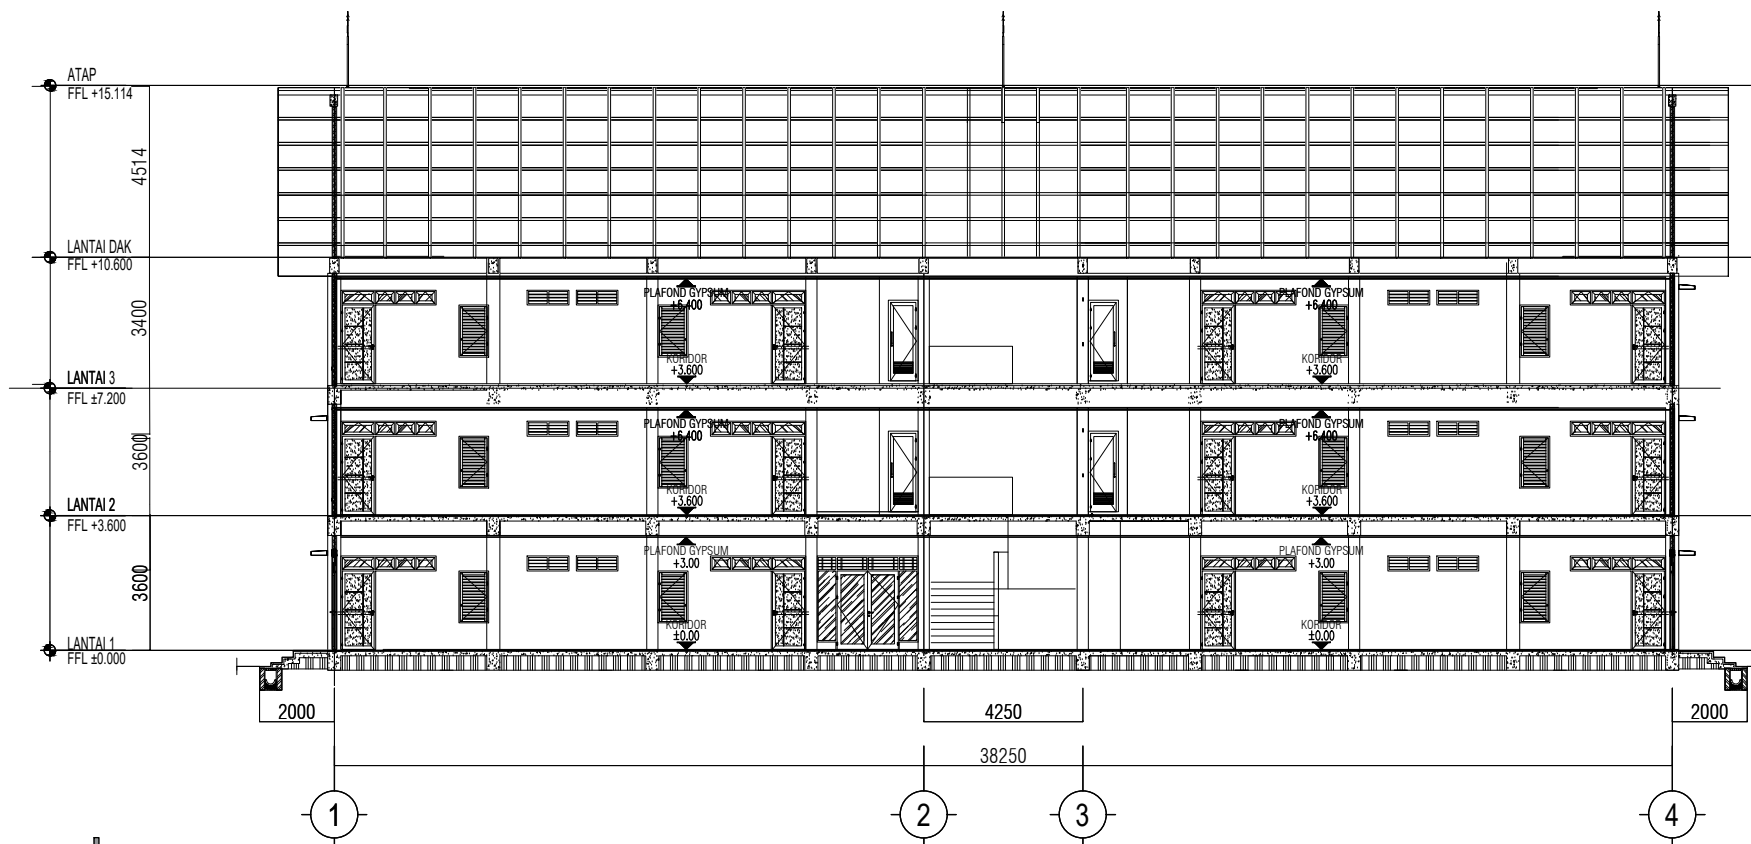 ATAP
FFL +15.114
4514
LANTAI DAK
FFL +10.600
3400
PLAFOND GYPSUM
+6.400
PLAFOND GYPSUM
+6.400
KORIDOR
+3.600
KORIDOR
+3.600
LANTAI 3
FFL ±7.200
3600
PLAFOND GYPSUM
+6.400
PLAFOND GYPSUM
+6.400
KORIDOR
+3.600
KORIDOR
+3.600
LANTAI 2
FFL +3.600
3600
PLAFOND GYPSUM
+3.00
PLAFOND GYPSUM
+3.00
KORIDOR
±0.00
KORIDOR
±0.00
LANTAI 1
FFL ±0.000
2000
4250
2000
38250
1
2
3
4